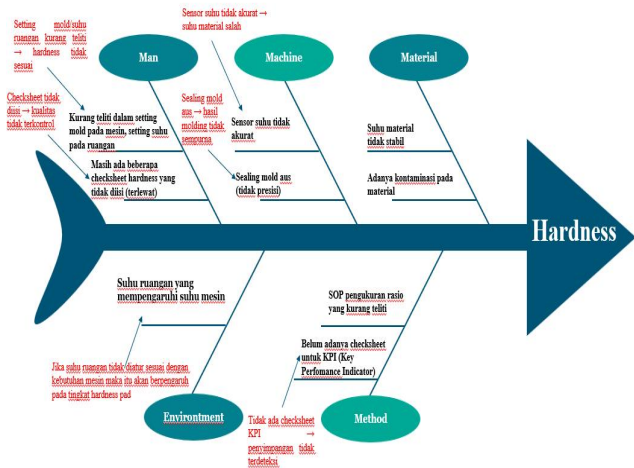 Sensor suhu tidak akurat →
suhu material salah
Setting mold/suhu
ruangan kurang teliti
→ hardness tidak
sesuai
Man
Machine
Material
Checksheet tidak
diisi → kualitas
tidak terkontrol
Kurang teliti dalam setting
mold pada mesin, setting suhu
pada ruangan
Masih ada beberapa
checksheet hardness yang
tidak diisi (terlewat)
Sealing mold
aus → hasil
molding tidak
sempurna
Sensor suhu tidak
akurat
Sealing mold aus
(tidak presisi)
Suhu material
tidak stabil
Adanya kontaminasi pada
material
Hardness
Suhu ruangan yang
mempengaruhi suhu mesin
SOP pengukuran rasio
yang kurang teliti
Belum adanya checksheet
untuk KPI (Key
Perfomance Indicator)
Jika suhu ruangan tidak diatur sesuai dengan
kebutuhan mesin maka itu akan berpengaruh
pada tingkat hardness pad
Environtment
Tidak ada checksheet
KPI →
penyimpangan tidak
terdeteksi
Method